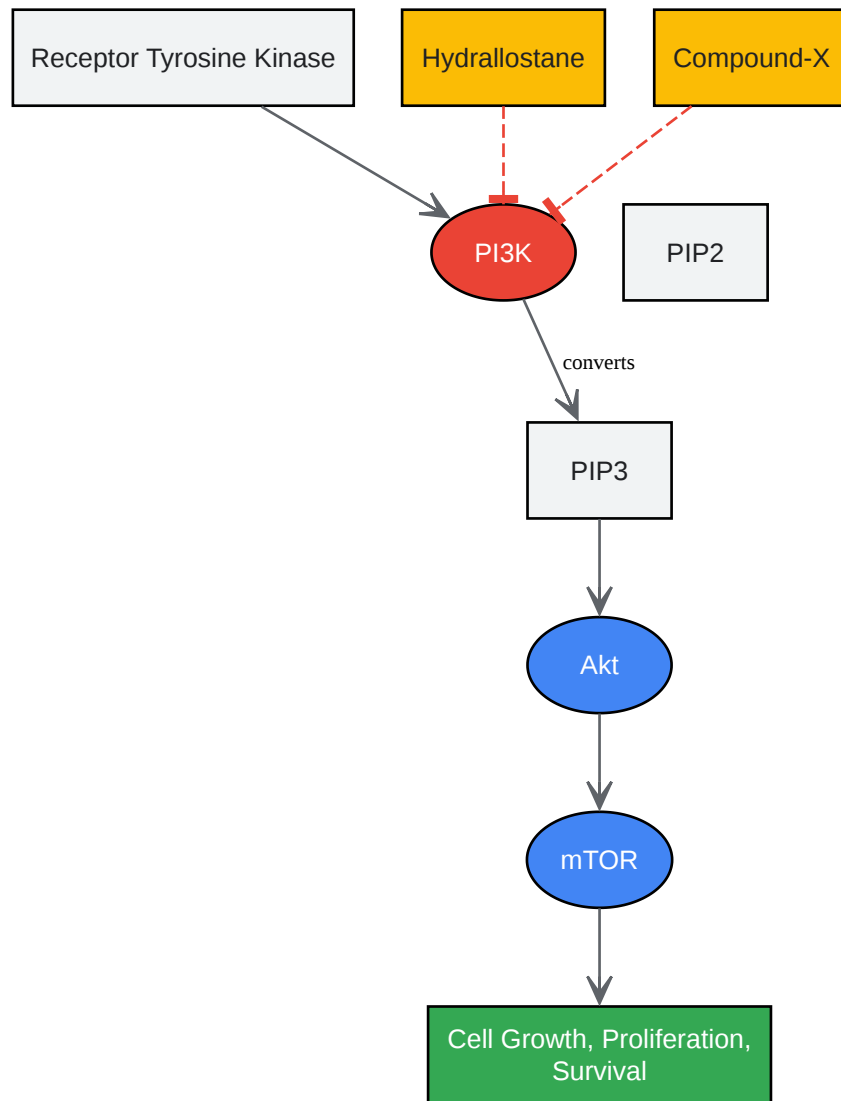 Receptor Tyrosine Kinase
Hydrallostane
Compound-X
PI3K
PIP2
converts
PIP3
Akt
mTOR
Cell Growth, Proliferation,
Survival